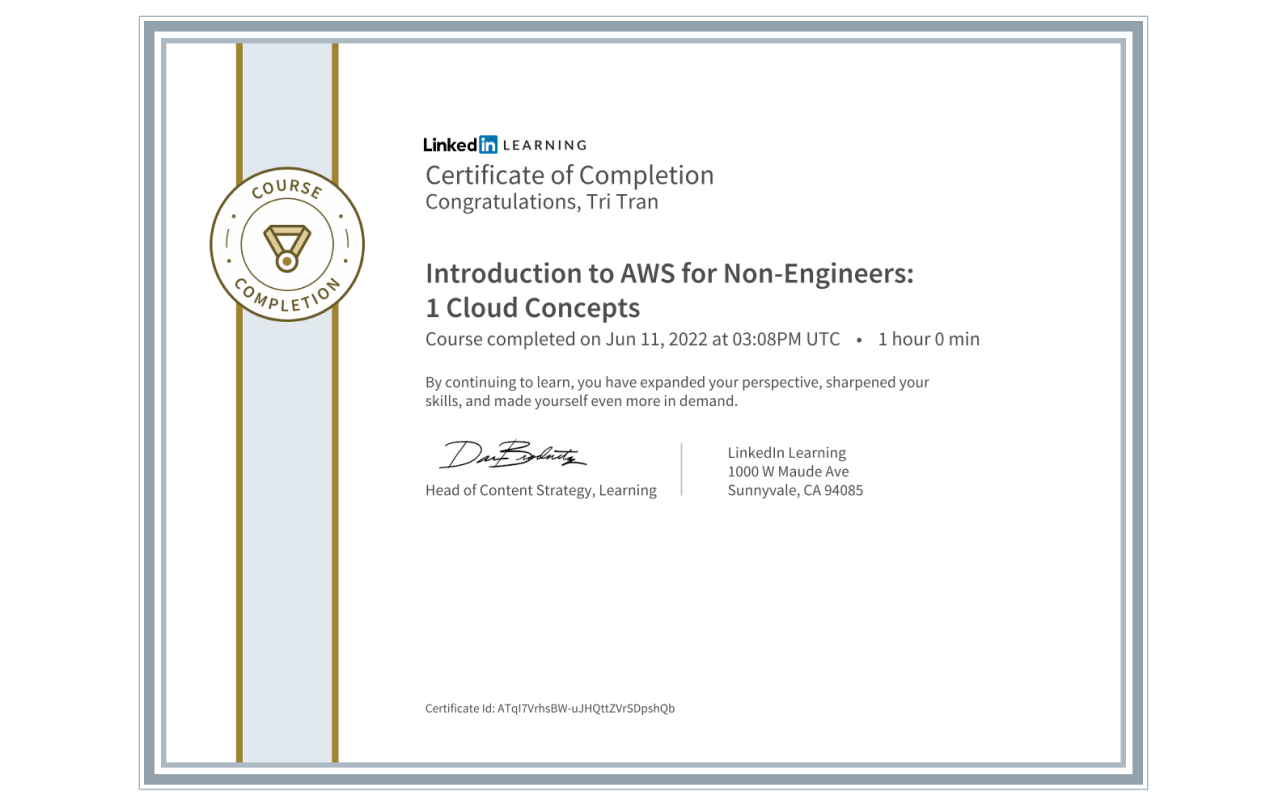 COURSE
COMPLETION
Linked in LEARNING
Certificate of Completion
Congratulations, Tri Tran
Introduction to AWS for Non-Engineers:
1 Cloud Concepts
Course completed on Jun 11, 2022 at 03:08PM UTC • 1 hour 0 min
By continuing to learn, you have expanded your perspective, sharpened your
skills, and made yourself even more in demand.
Head of Content Strategy, Learning
LinkedIn Learning
1000 W Maude Ave
Sunnyvale, CA 94085
Certificate Id: ATqI7VrhsBW-uJHQttZVrSDpshQb